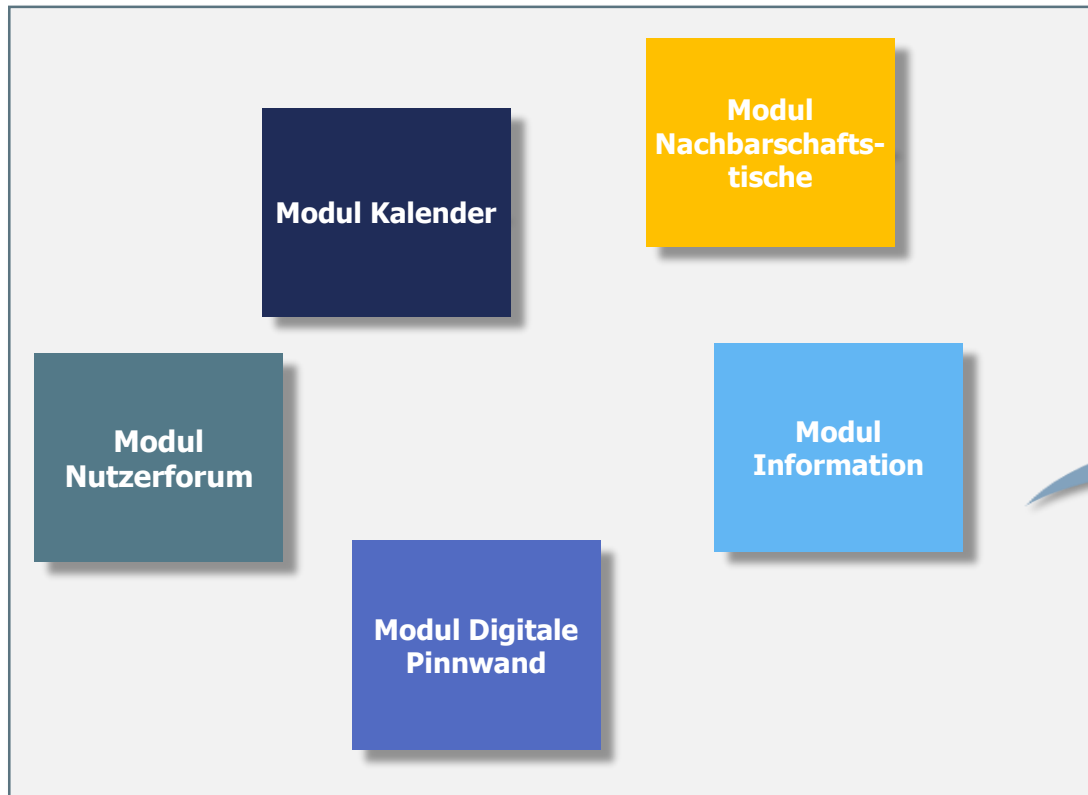 Modul
Nachbarschafts-
tische
Modul Kalender
Modul
Nutzerforum
Modul
Information
Modul Digitale
Pinnwand